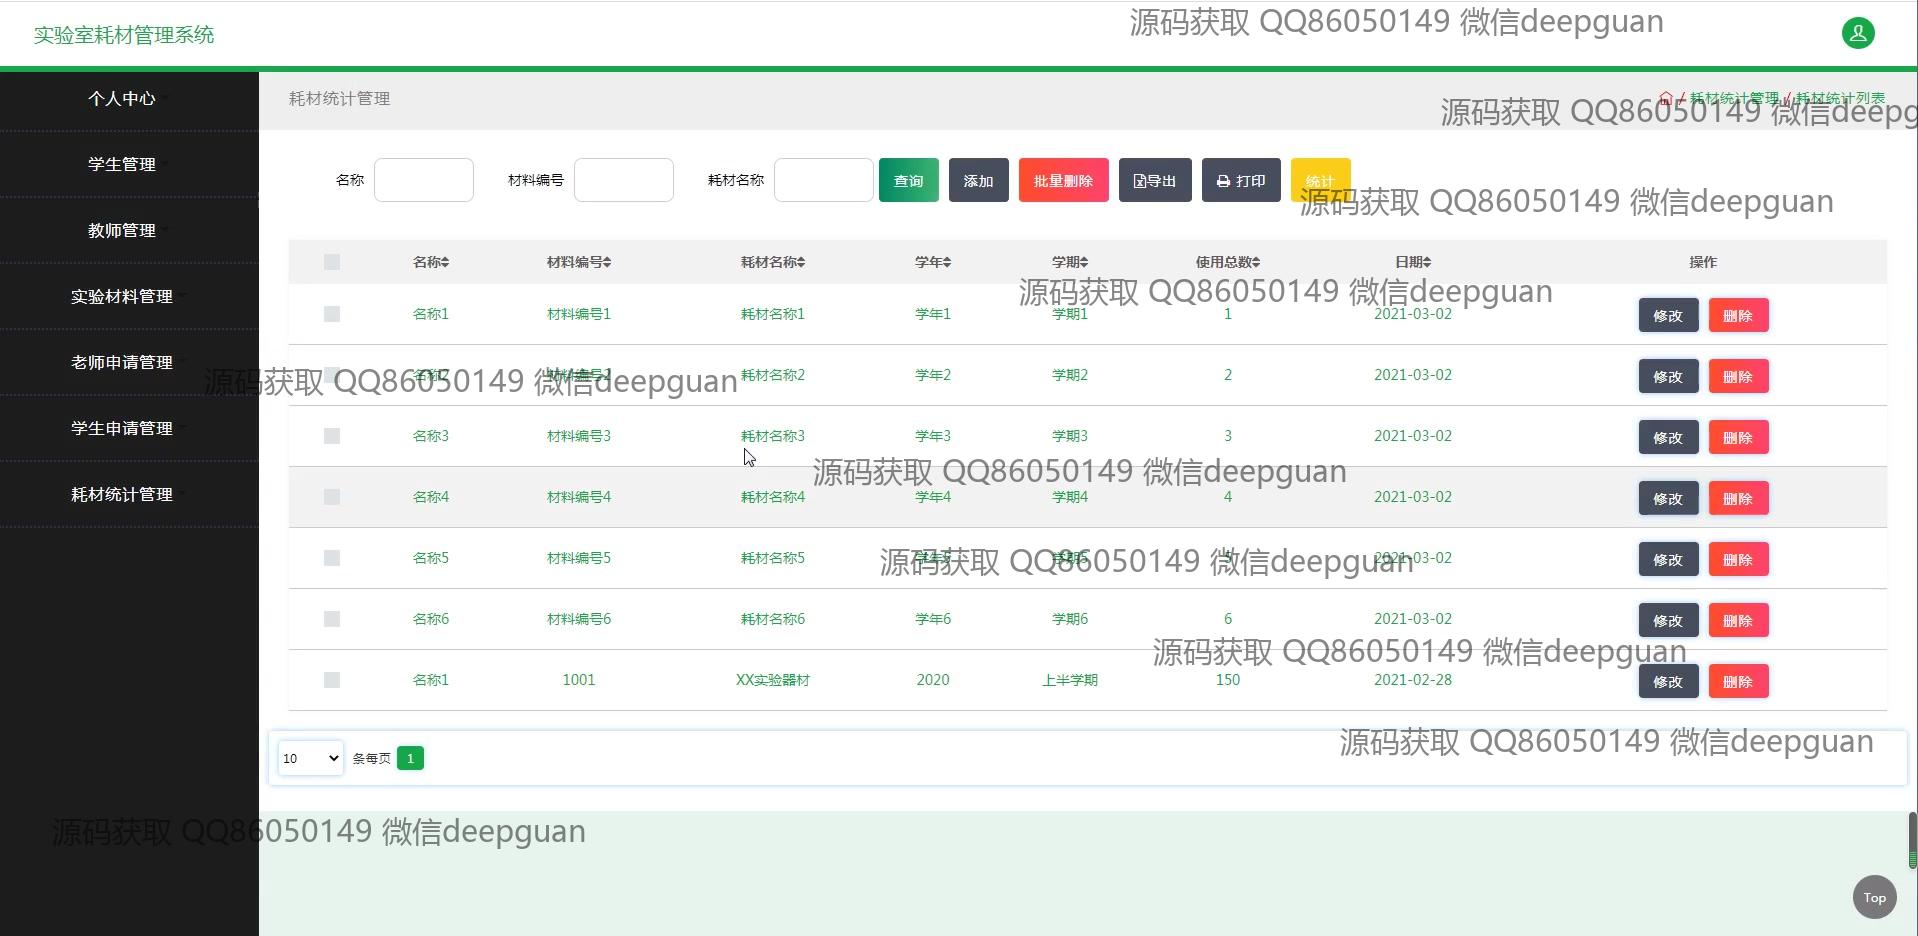 实验室耗材管理系统
源码获取 QQ86050149 微信deepguan
个人中心
学生管理
教师管理
实验材料管理
老师申请管理
学生申请管理
耗材统计管理
耗材统计管理
/ 耗材统计管理 / 耗材统计列表
源码获取 QQ86050149 微信deepg
名称 材料编号 耗材名称 查询 添加 批量删除 导出 打印 统计
源码获取 QQ86050149 微信deepguan
名称 材料编号 耗材名称 学年 学期 使用总数 日期 操作
源码获取 QQ86050149 微信deepguan
名称1 材料编号1 耗材名称1 学年1 学期1 1 2021-03-02 修改 删除
名称2 材料编号2 耗材名称2 学年2 学期2 2 2021-03-02 修改 删除
源码获取 QQ86050149 微信deepguan
名称3 材料编号3 耗材名称3 学年3 学期3 3 2021-03-02 修改 删除
源码获取 QQ86050149 微信deepguan
名称4 材料编号4 耗材名称4 学年4 学期4 4 2021-03-02 修改 删除
名称5 材料编号5 耗材名称5 学年5 学期5 5 2021-03-02 修改 删除
源码获取 QQ86050149 微信deepguan
名称6 材料编号6 耗材名称6 学年6 学期6 6 2021-03-02 修改 删除
源码获取 QQ86050149 微信deepguan
名称1 1001 XX实验器材 2020 上半学期 150 2021-02-28 修改 删除
源码获取 QQ86050149 微信deepguan
10 条每页 1
源码获取 QQ86050149 微信deepguan
Top